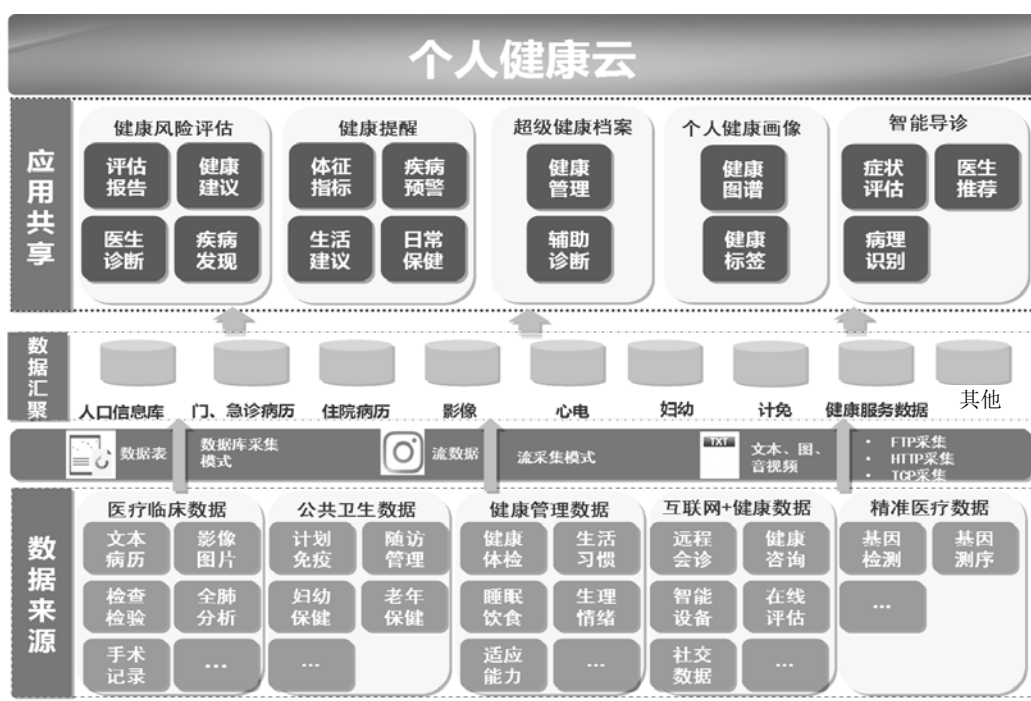 个人健康云
应用共享
健康风险评估
评估
报告
健康
建议
医生
诊断
疾病
发现
健康提醒
体征
指标
疾病
预警
生活
建议
日常
保健
超级健康档案
健康
管理
辅助
诊断
个人健康画像
健康
图谱
健康
标签
智能导诊
症状
评估
医生
推荐
病理
识别
数据汇聚
人口信息库
门、急诊病历
住院病历
影像
心电
妇幼
计免
健康服务数据
其他
数据表
数据库采集
模式
流数据
流采集模式
TXT
文本、图、
音视频
• FTP采集
• HTTP采集
• TCP采集
数据来源
医疗临床数据
文本
病历
影像
图片
检查
检验
全肺
分析
手术
记录
...
公共卫生数据
计划
免疫
随访
管理
妇幼
保健
老年
保健
...
健康管理数据
健康
体检
生活
习惯
睡眠
饮食
生理
情绪
适应
能力
...
互联网+健康数据
远程
会诊
健康
咨询
智能
设备
在线
评估
社交
数据
...
精准医疗数据
基因
检测
基因
测序
...